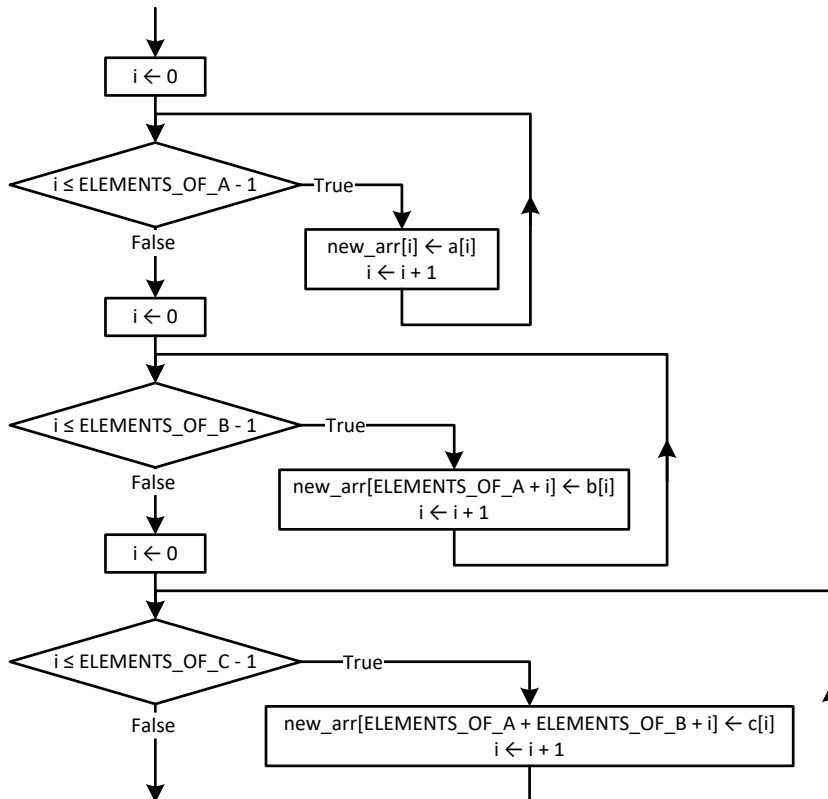 i ← 0
i ≤ ELEMENTS_OF_A - 1
True
False
new_arr[i] ← a[i]
i ← i + 1
i ← 0
i ≤ ELEMENTS_OF_B - 1
True
False
new_arr[ELEMENTS_OF_A + i] ← b[i]
i ← i + 1
i ← 0
i ≤ ELEMENTS_OF_C - 1
True
False
new_arr[ELEMENTS_OF_A + ELEMENTS_OF_B + i] ← c[i]
i ← i + 1